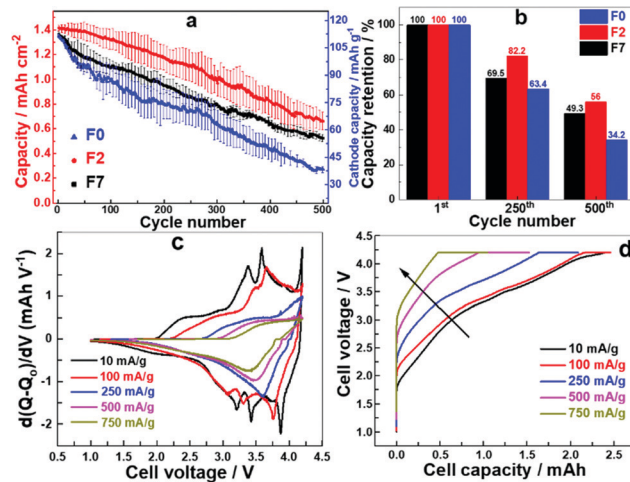 a
Capacity / mAh cm⁻²
1.4
1.2
1.0
0.8
0.6
0.4
0.2
0.0
F0
F2
F7
0 100 200 300 400 500
Cycle number
Cathode capacity / mAh g⁻¹
110
90
70
50
30
b
F0
F2
F7
Capacity retention / %
100
80
60
40
20
0
100 100 100
69.5 82.2 63.4
49.3 56 34.2
1st 250th 500th
Cycle number
c
d(Q-Qo)/dV (mAh V⁻¹)
2
1
0
-1
-2
10 mA/g
100 mA/g
250 mA/g
500 mA/g
750 mA/g
0.5 1.0 1.5 2.0 2.5 3.0 3.5 4.0 4.5
Cell voltage / V
d
Cell voltage / V
4.5
4.0
3.5
3.0
2.5
2.0
1.5
1.0
10 mA/g
100 mA/g
250 mA/g
500 mA/g
750 mA/g
0.0 0.5 1.0 1.5 2.0 2.5
Cell capacity / mAh